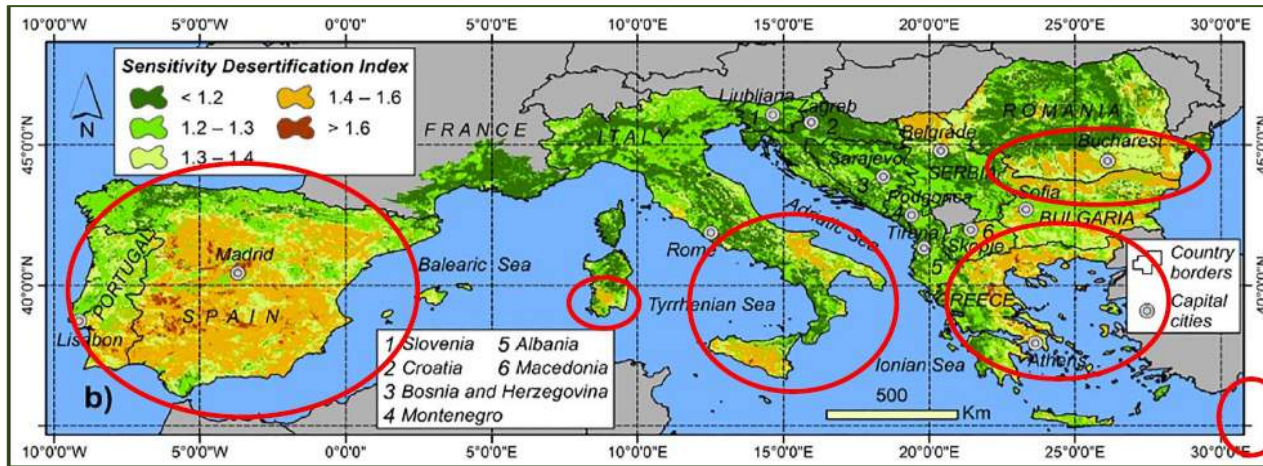 10°0'0"W 5°0'0"W 0°0'0"E 5°0'0"E 10°0'0"E 15°0'0"E 20°0'0"E 25°0'0"E 30°0'0"E
Sensitivity Desertification Index
< 1.2 1.4 – 1.6
1.2 – 1.3 > 1.6
1.3 – 1.4
N
45°0'0"N
40°0'0"N
FRANCE
ITALY
Ljubljana
1
Zagreb
2
ROMANIA
Belgrade
Bucharest
Sarajevo
3
SERBIA
Podgorica
Sofia
BULGARIA
Adriatic Sea
Tirana
6
Skopje
5
Rome
PORTUGAL
Madrid
SPAIN
Lisabon
Balearic Sea
Tyrrhenian Sea
GREECE
Athens
Ionian Sea
Country
borders
Capital
cities
40°0'0"N
1 Slovenia 5 Albania
2 Croatia 6 Macedonia
3 Bosnia and Herzegovina
4 Montenegro
b)
500
Km
10°0'0"W 5°0'0"W 0°0'0"E 5°0'0"E 10°0'0"E 15°0'0"E 20°0'0"E 25°0'0"E 30°0'0"E